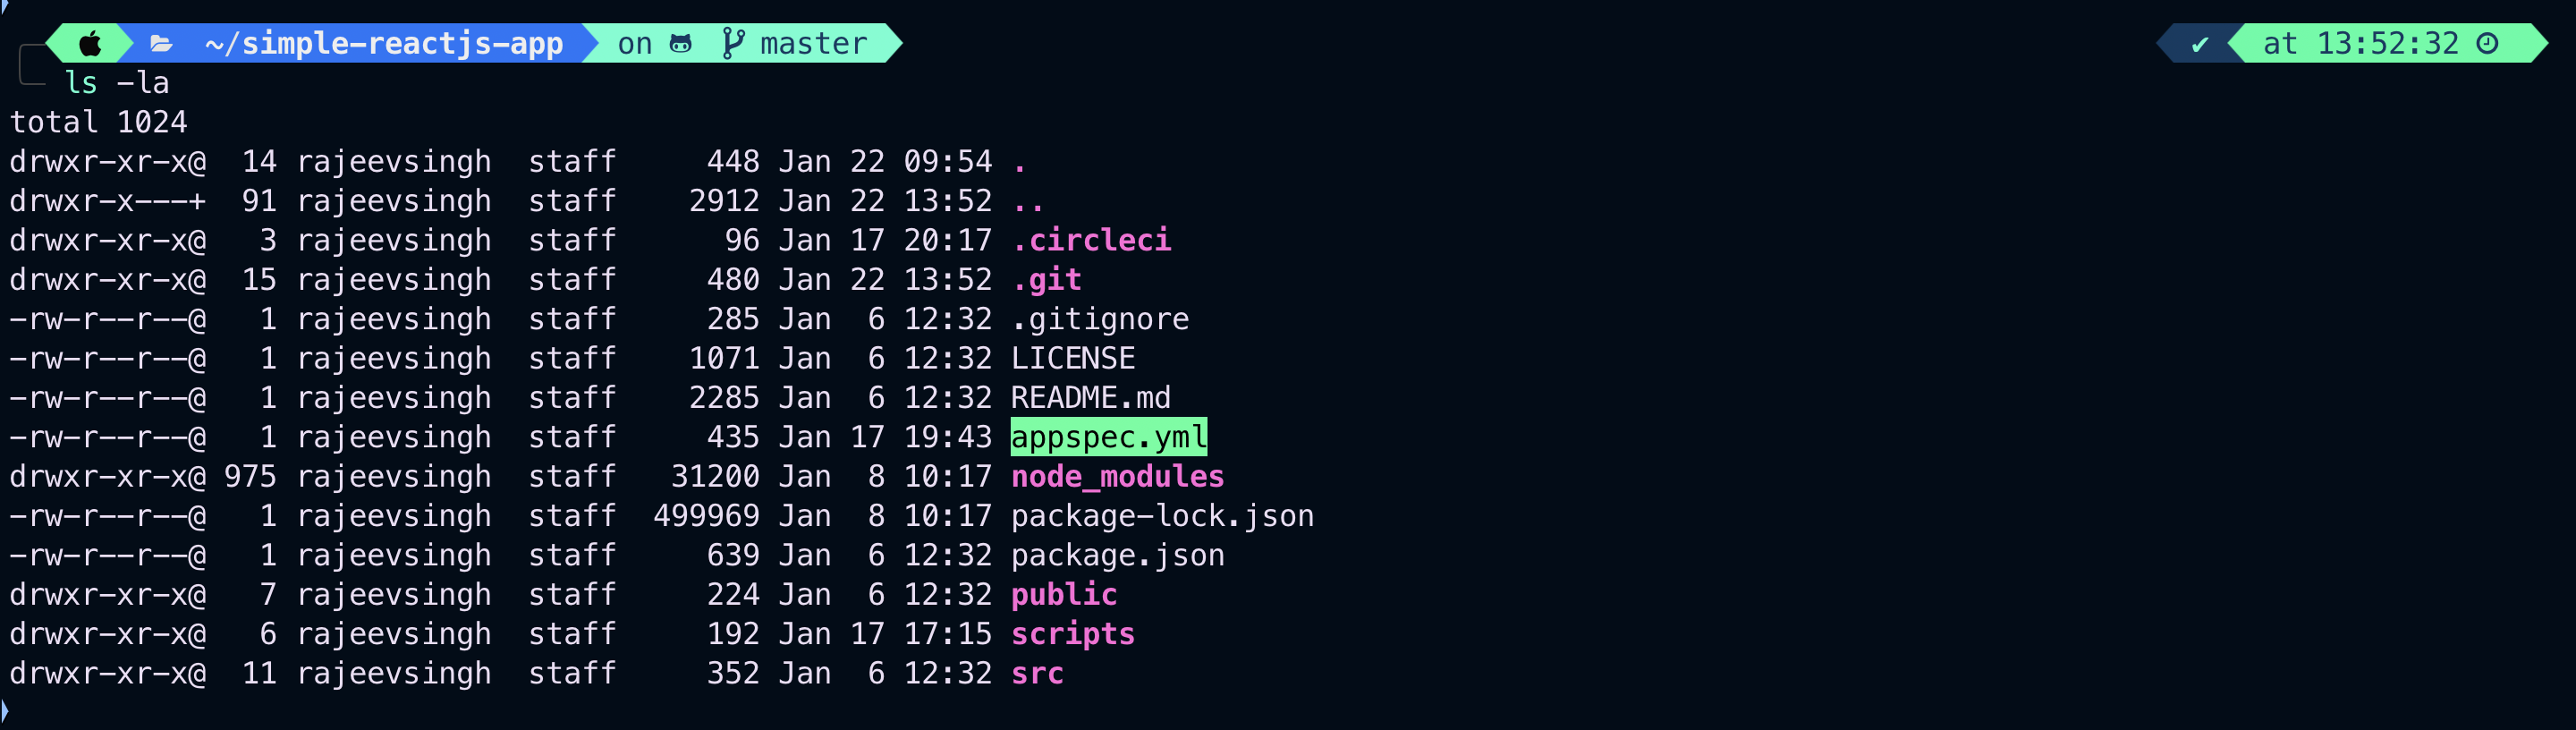 ~/simple-reactjs-app on master ✔ at 13:52:32
ls -la
total 1024
drwxr-xr-x@  14 rajeevsingh  staff     448 Jan 22 09:54 .
drwxr-x---+  91 rajeevsingh  staff    2912 Jan 22 13:52 ..
drwxr-xr-x@   3 rajeevsingh  staff      96 Jan 17 20:17 .circleci
drwxr-xr-x@  15 rajeevsingh  staff     480 Jan 22 13:52 .git
-rw-r--r--@   1 rajeevsingh  staff     285 Jan  6 12:32 .gitignore
-rw-r--r--@   1 rajeevsingh  staff    1071 Jan  6 12:32 LICENSE
-rw-r--r--@   1 rajeevsingh  staff    2285 Jan  6 12:32 README.md
-rw-r--r--@   1 rajeevsingh  staff     435 Jan 17 19:43 appspec.yml
drwxr-xr-x@ 975 rajeevsingh  staff   31200 Jan  8 10:17 node_modules
-rw-r--r--@   1 rajeevsingh  staff  499969 Jan  8 10:17 package-lock.json
-rw-r--r--@   1 rajeevsingh  staff     639 Jan  6 12:32 package.json
drwxr-xr-x@   7 rajeevsingh  staff     224 Jan  6 12:32 public
drwxr-xr-x@   6 rajeevsingh  staff     192 Jan 17 17:15 scripts
drwxr-xr-x@  11 rajeevsingh  staff     352 Jan  6 12:32 src